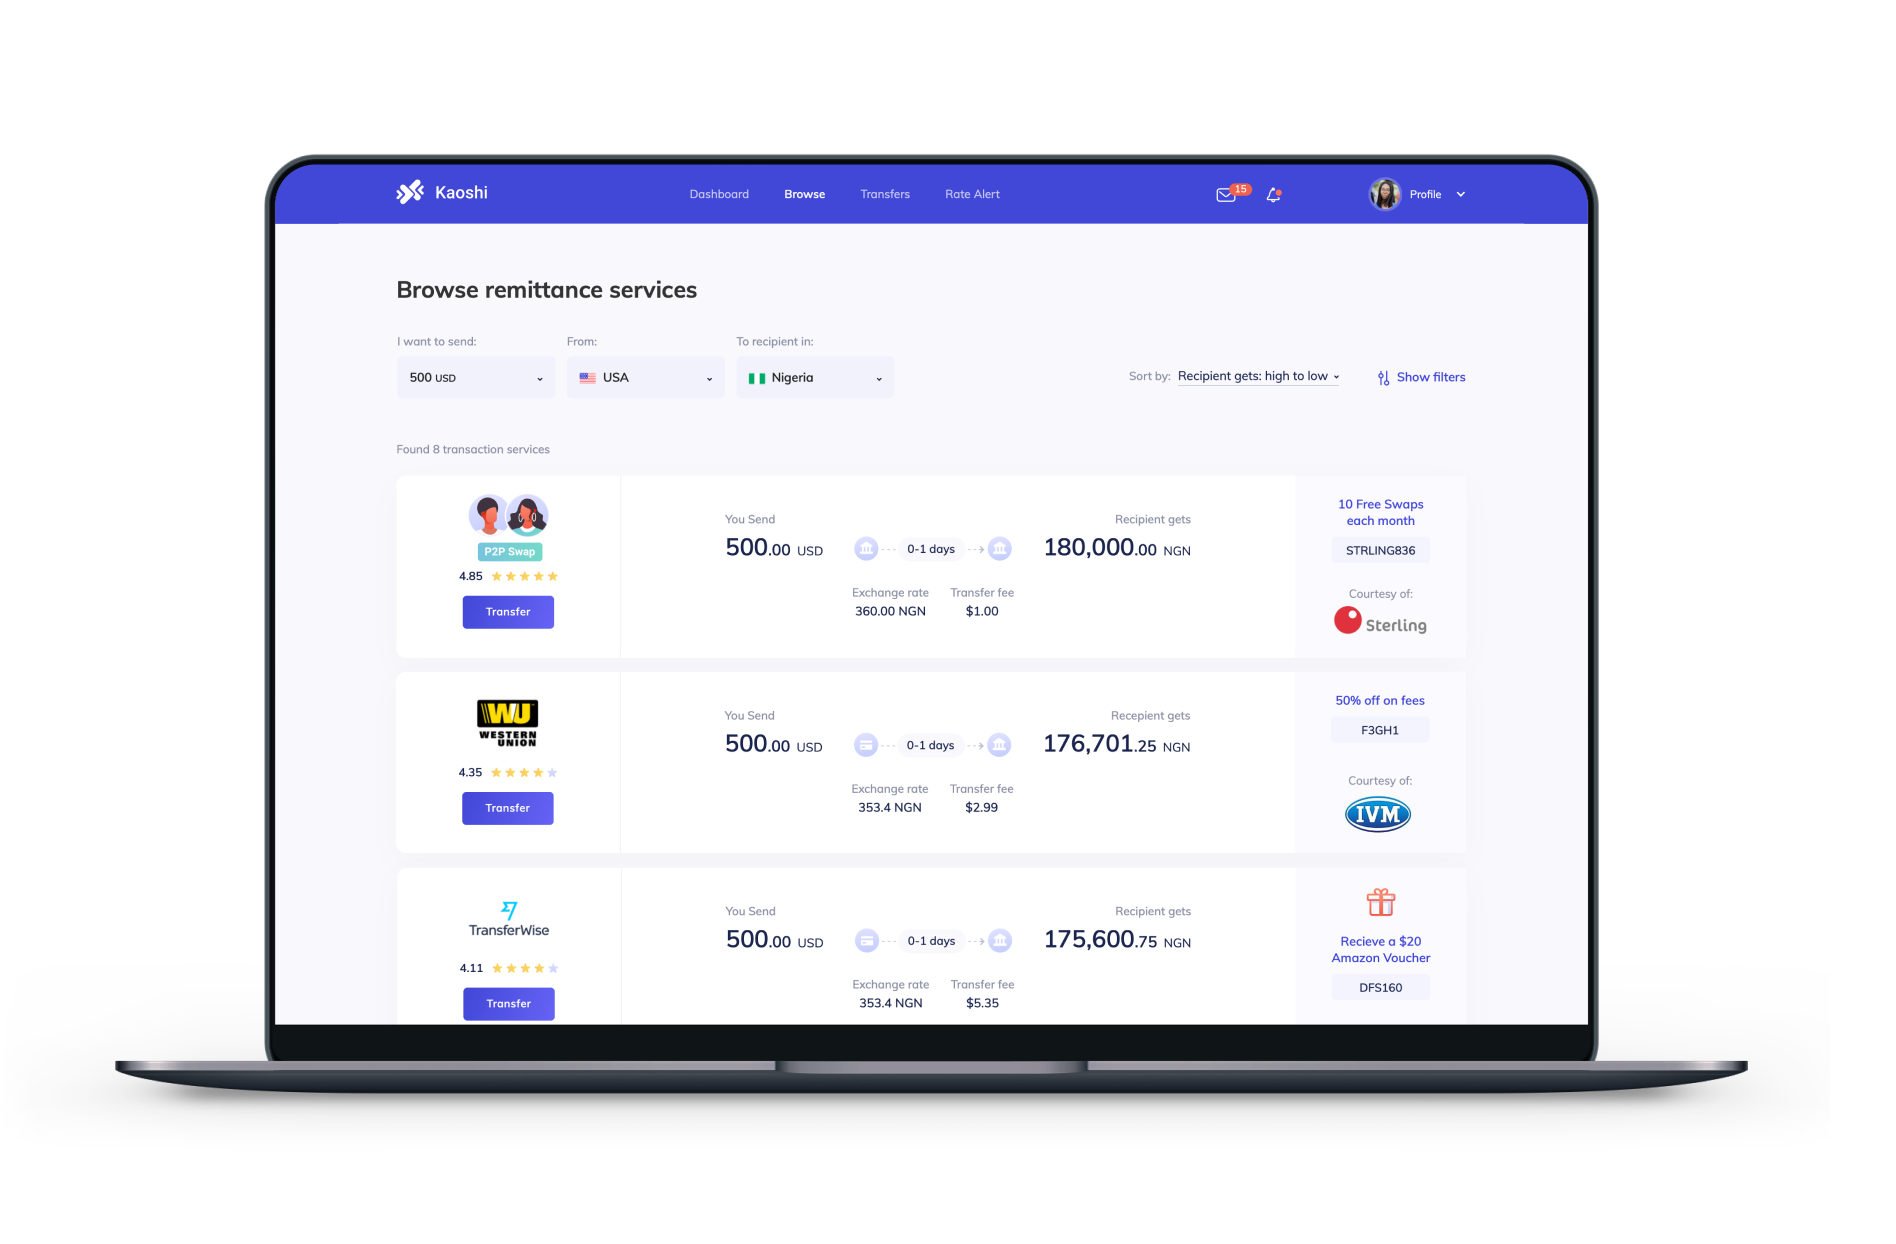 Kaoshi
Dashboard
Browse
Transfers
Rate Alert
15
Profile
Browse remittance services
I want to send:
From:
To recipient in:
500 USD
USA
Nigeria
Sort by: Recipient gets: high to low
Show filters
Found 8 transaction services
P2P Swap
4.85
Transfer
You Send
500.00 USD
0-1 days
Recipient gets
180,000.00 NGN
Exchange rate
360.00 NGN
Transfer fee
$1.00
10 Free Swaps
each month
STRLING836
Courtesy of:
Sterling
WU
WESTERN
UNION
4.35
Transfer
You Send
500.00 USD
0-1 days
Recepient gets
176,701.25 NGN
Exchange rate
353.4 NGN
Transfer fee
$2.99
50% off on fees
F3GH1
Courtesy of:
IVM
TransferWise
4.11
Transfer
You Send
500.00 USD
0-1 days
Recipient gets
175,600.75 NGN
Exchange rate
353.4 NGN
Transfer fee
$5.35
Recieve a $20
Amazon Voucher
DFS160